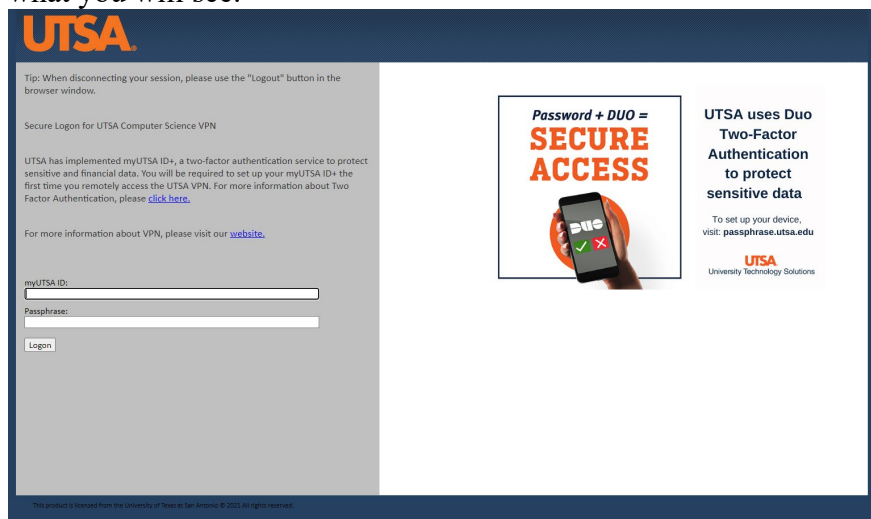 what you will see.
UTSA.
Tip: When disconnecting your session, please use the "Logout" button in the
browser window.
Secure Logon for UTSA Computer Science VPN
UTSA has implemented myUTSA ID+, a two-factor authentication service to protect
sensitive and financial data. You will be required to set up your myUTSA ID+ the
first time you remotely access the UTSA VPN. For more information about Two
Factor Authentication, please click here.
For more information about VPN, please visit our website.
myUTSA ID:
Passphrase:
Logon
Password + DUO =
SECURE
ACCESS
DUO
UTSA uses Duo
Two-Factor
Authentication
to protect
sensitive data
To set up your device,
visit: passphrase.utsa.edu
UTSA
University Technology Solutions
This product is licensed from the University of Texas at San Antonio © 2021 All rights reserved.